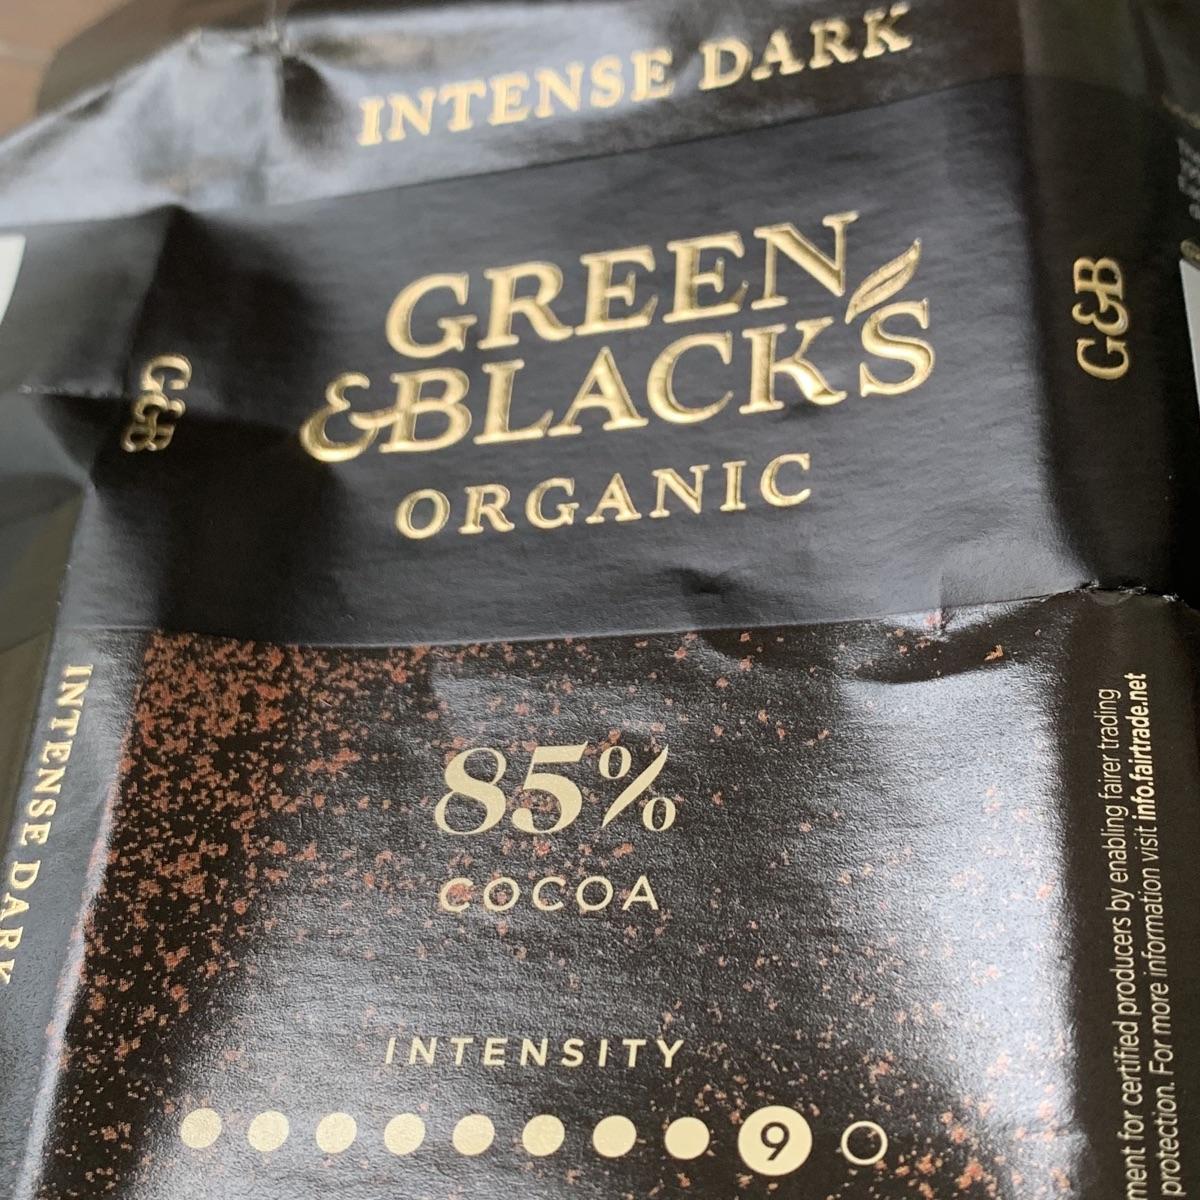 INTENSE DARK
GREEN
&BLACK'S
ORGANIC
G&B
G&B
INTENSE DARK
85%
COCOA
INTENSITY
9
ment for certified producers by enabling fairer trading
protection. For more information visit info.fairtrade.net